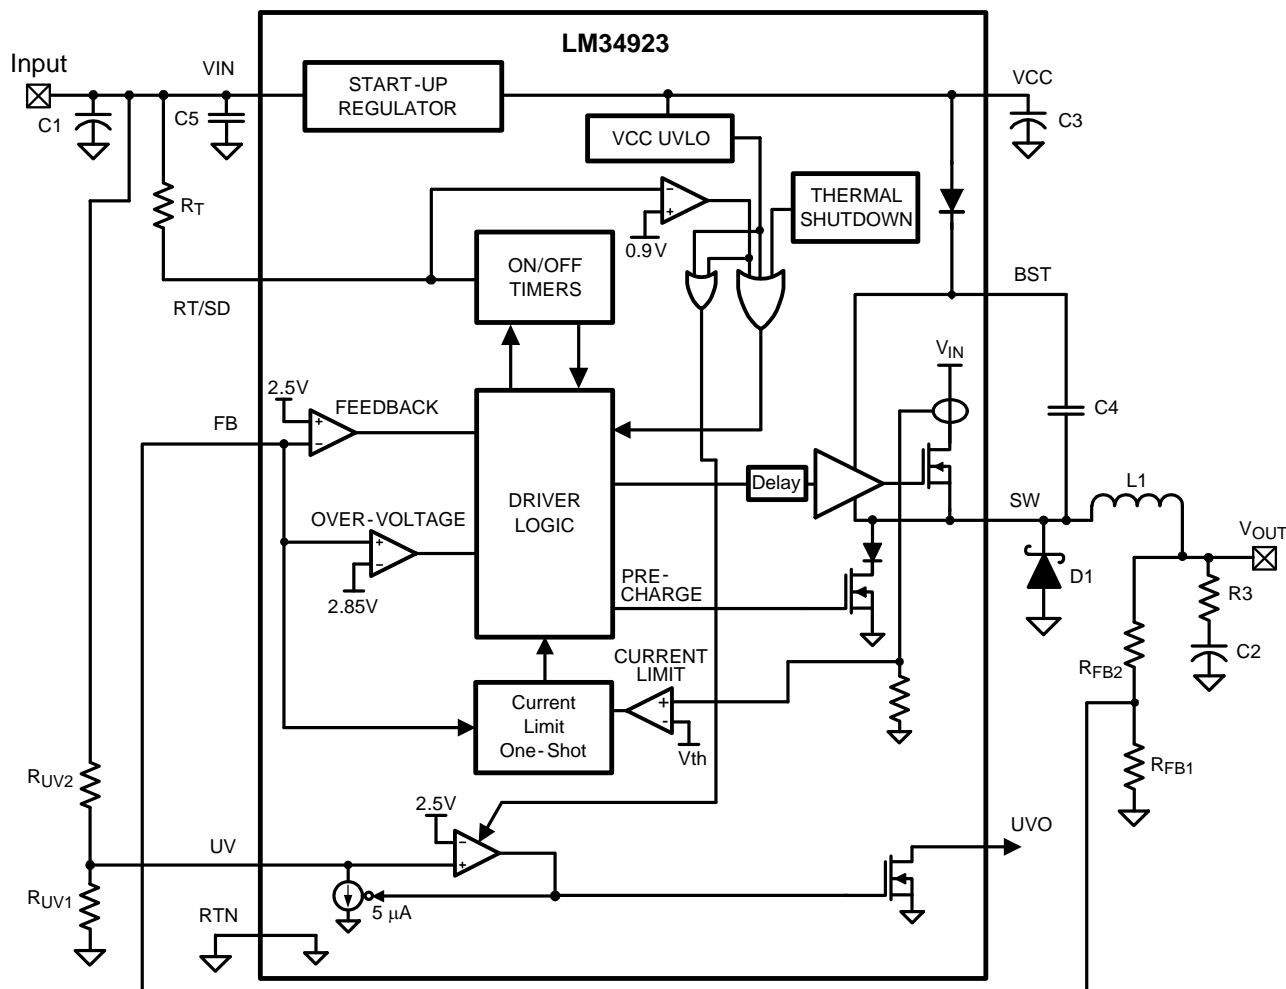 LM34923
Input
VIN
START-UP
REGULATOR
VCC
C1
C5
C3
VCC UVLO
RT
THERMAL
SHUTDOWN
0.9V
ON/OFF
TIMERS
BST
RT/SD
VIN
2.5V
FEEDBACK
FB
C4
DRIVER
LOGIC
Delay
L1
SW
OVER-VOLTAGE
VOUT
2.85V
PRE-
CHARGE
D1
R3
C2
CURRENT
LIMIT
RFB2
Current
Limit
One-Shot
Vth
RFB1
RUV2
2.5V
UVO
UV
RUV1
5 μA
RTN